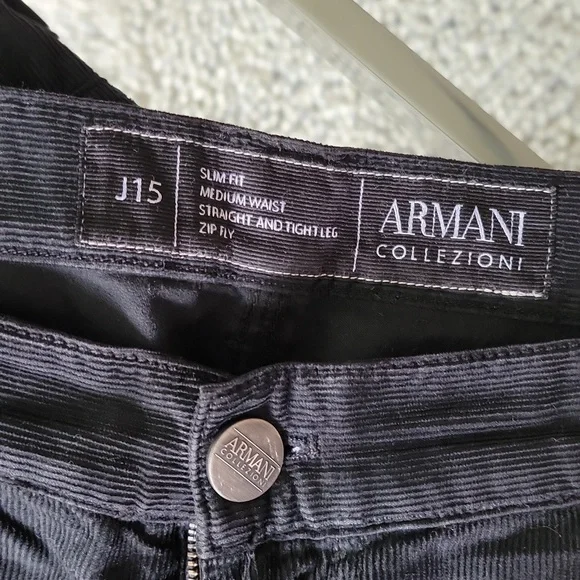 J15
SLIM FIT
MEDIUM WAIST
STRAIGHT AND TIGHT LEG
ZIP FLY
ARMANI
COLLEZIONI
ARMANI
COLLEZIONI